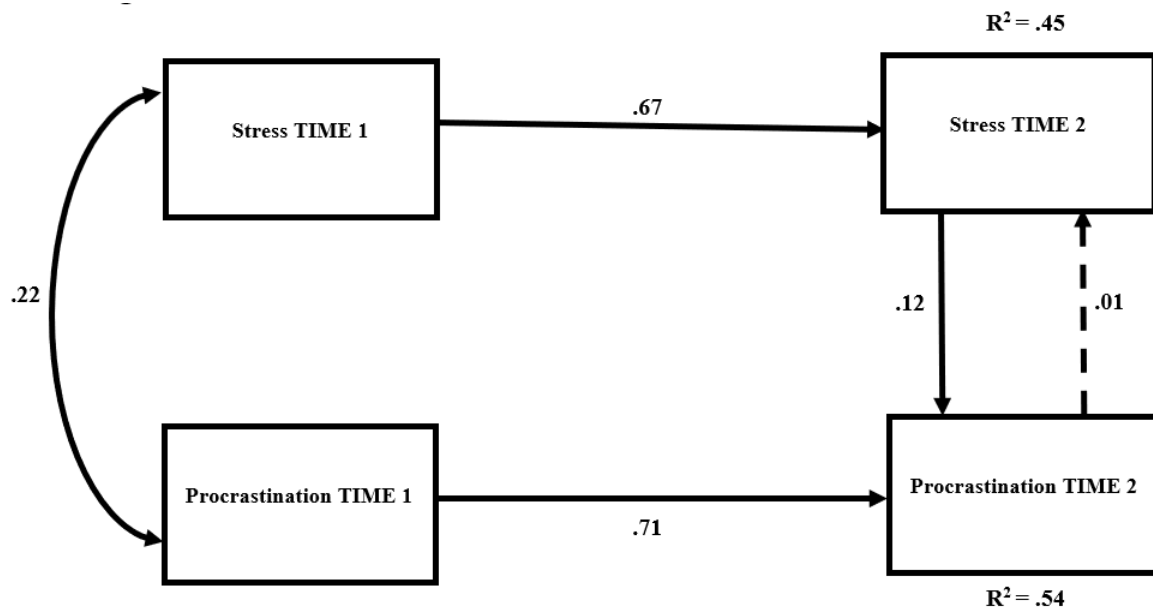 R² = .45
Stress TIME 1
.67
Stress TIME 2
.22
.12
.01
Procrastination TIME 1
.71
Procrastination TIME 2
R² = .54